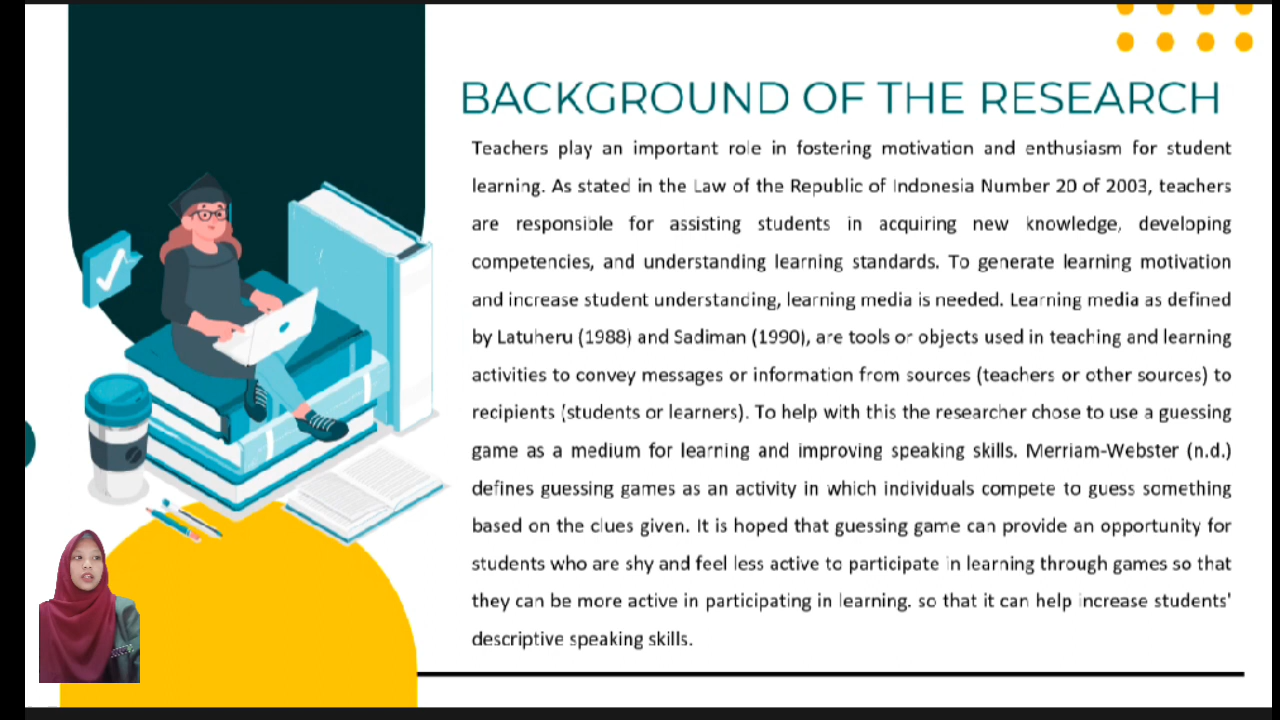 BACKGROUND OF THE RESEARCH
Teachers play an important role in fostering motivation and enthusiasm for student
learning. As stated in the Law of the Republic of Indonesia Number 20 of 2003, teachers
are responsible for assisting students in acquiring new knowledge, developing
competencies, and understanding learning standards. To generate learning motivation
and increase student understanding, learning media is needed. Learning media as defined
by Latuheru (1988) and Sadiman (1990), are tools or objects used in teaching and learning
activities to convey messages or information from sources (teachers or other sources) to
recipients (students or learners). To help with this the researcher chose to use a guessing
game as a medium for learning and improving speaking skills. Merriam-Webster (n.d.)
defines guessing games as an activity in which individuals compete to guess something
based on the clues given. It is hoped that guessing game can provide an opportunity for
students who are shy and feel less active to participate in learning through games so that
they can be more active in participating in learning. so that it can help increase students'
descriptive speaking skills.